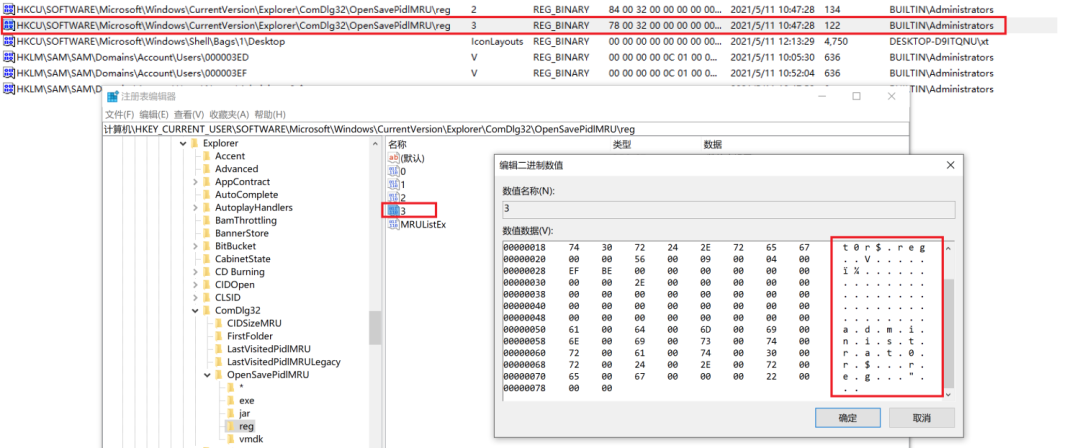 HKCU\SOFTWARE\Microsoft\Windows\CurrentVersion\Explorer\ComDlg32\OpenSavePidlMRU\reg 2 REG_BINARY 84 00 32 00 00 00 00 00... 2021/5/11 10:47:28 134 BUILTIN\Administrators
HKCU\SOFTWARE\Microsoft\Windows\CurrentVersion\Explorer\ComDlg32\OpenSavePidlMRU\reg 3 REG_BINARY 78 00 32 00 00 00 00 00... 2021/5/11 10:47:28 122 BUILTIN\Administrators
HKCU\SOFTWARE\Microsoft\Windows\Shell\Bags\1\Desktop IconLayouts REG_BINARY 00 00 00 00 00 00 00 0... 2021/5/11 12:13:29 4,750 DESKTOP-D9ITQNU\xt
HKLM\SAM\SAM\Domains\Account\Users\000003ED V REG_BINARY 00 00 00 00 0C 01 00 0... 2021/5/11 10:05:30 636 BUILTIN\Administrators
HKLM\SAM\SAM\Domains\Account\Users\000003EF V REG_BINARY 00 00 00 00 0C 01 00 0... 2021/5/11 10:52:04 636 BUILTIN\Administrators
注册表编辑器
文件(F) 编辑(E) 查看(V) 收藏夹(A) 帮助(H)
计算机\HKEY_CURRENT_USER\SOFTWARE\Microsoft\Windows\CurrentVersion\Explorer\ComDlg32\OpenSavePidlMRU\reg
Explorer
Accent
Advanced
AppContract
AutoComplete
AutoplayHandlers
BamThrottling
BannerStore
BitBucket
CabinetState
CD Burning
CIDOpen
CLSID
ComDlg32
CIDSizeMRU
FirstFolder
LastVisitedPidlMRU
LastVisitedPidlMRULegacy
OpenSavePidlMRU
*
exe
jar
reg
vmdk
名称 类型 数据
(默认)
0
1
2
3
MRUListEx
编辑二进制数值
数值名称(N):
3
数值数据(V):
00000018 74 30 72 24 2E 72 65 67 t0r$.reg
00000020 00 00 56 00 09 00 04 00 ..V.....
00000028 EF BE 00 00 00 00 00 00 ï¾......
00000030 00 00 2E 00 00 00 00 00 ........
00000038 00 00 00 00 00 00 00 00 ........
00000040 00 00 00 00 00 00 00 00 ........
00000048 00 00 00 00 00 00 00 00 ........
00000050 61 00 64 00 6D 00 69 00 a.d.m.i.
00000058 6E 00 69 00 73 00 74 00 n.i.s.t.
00000060 72 00 61 00 74 00 30 00 r.a.t.0.
00000068 72 00 24 00 2E 00 72 00 r.$...r.
00000070 65 00 67 00 00 00 22 00 e.g...".
00000078 00 00 ..
确定 取消